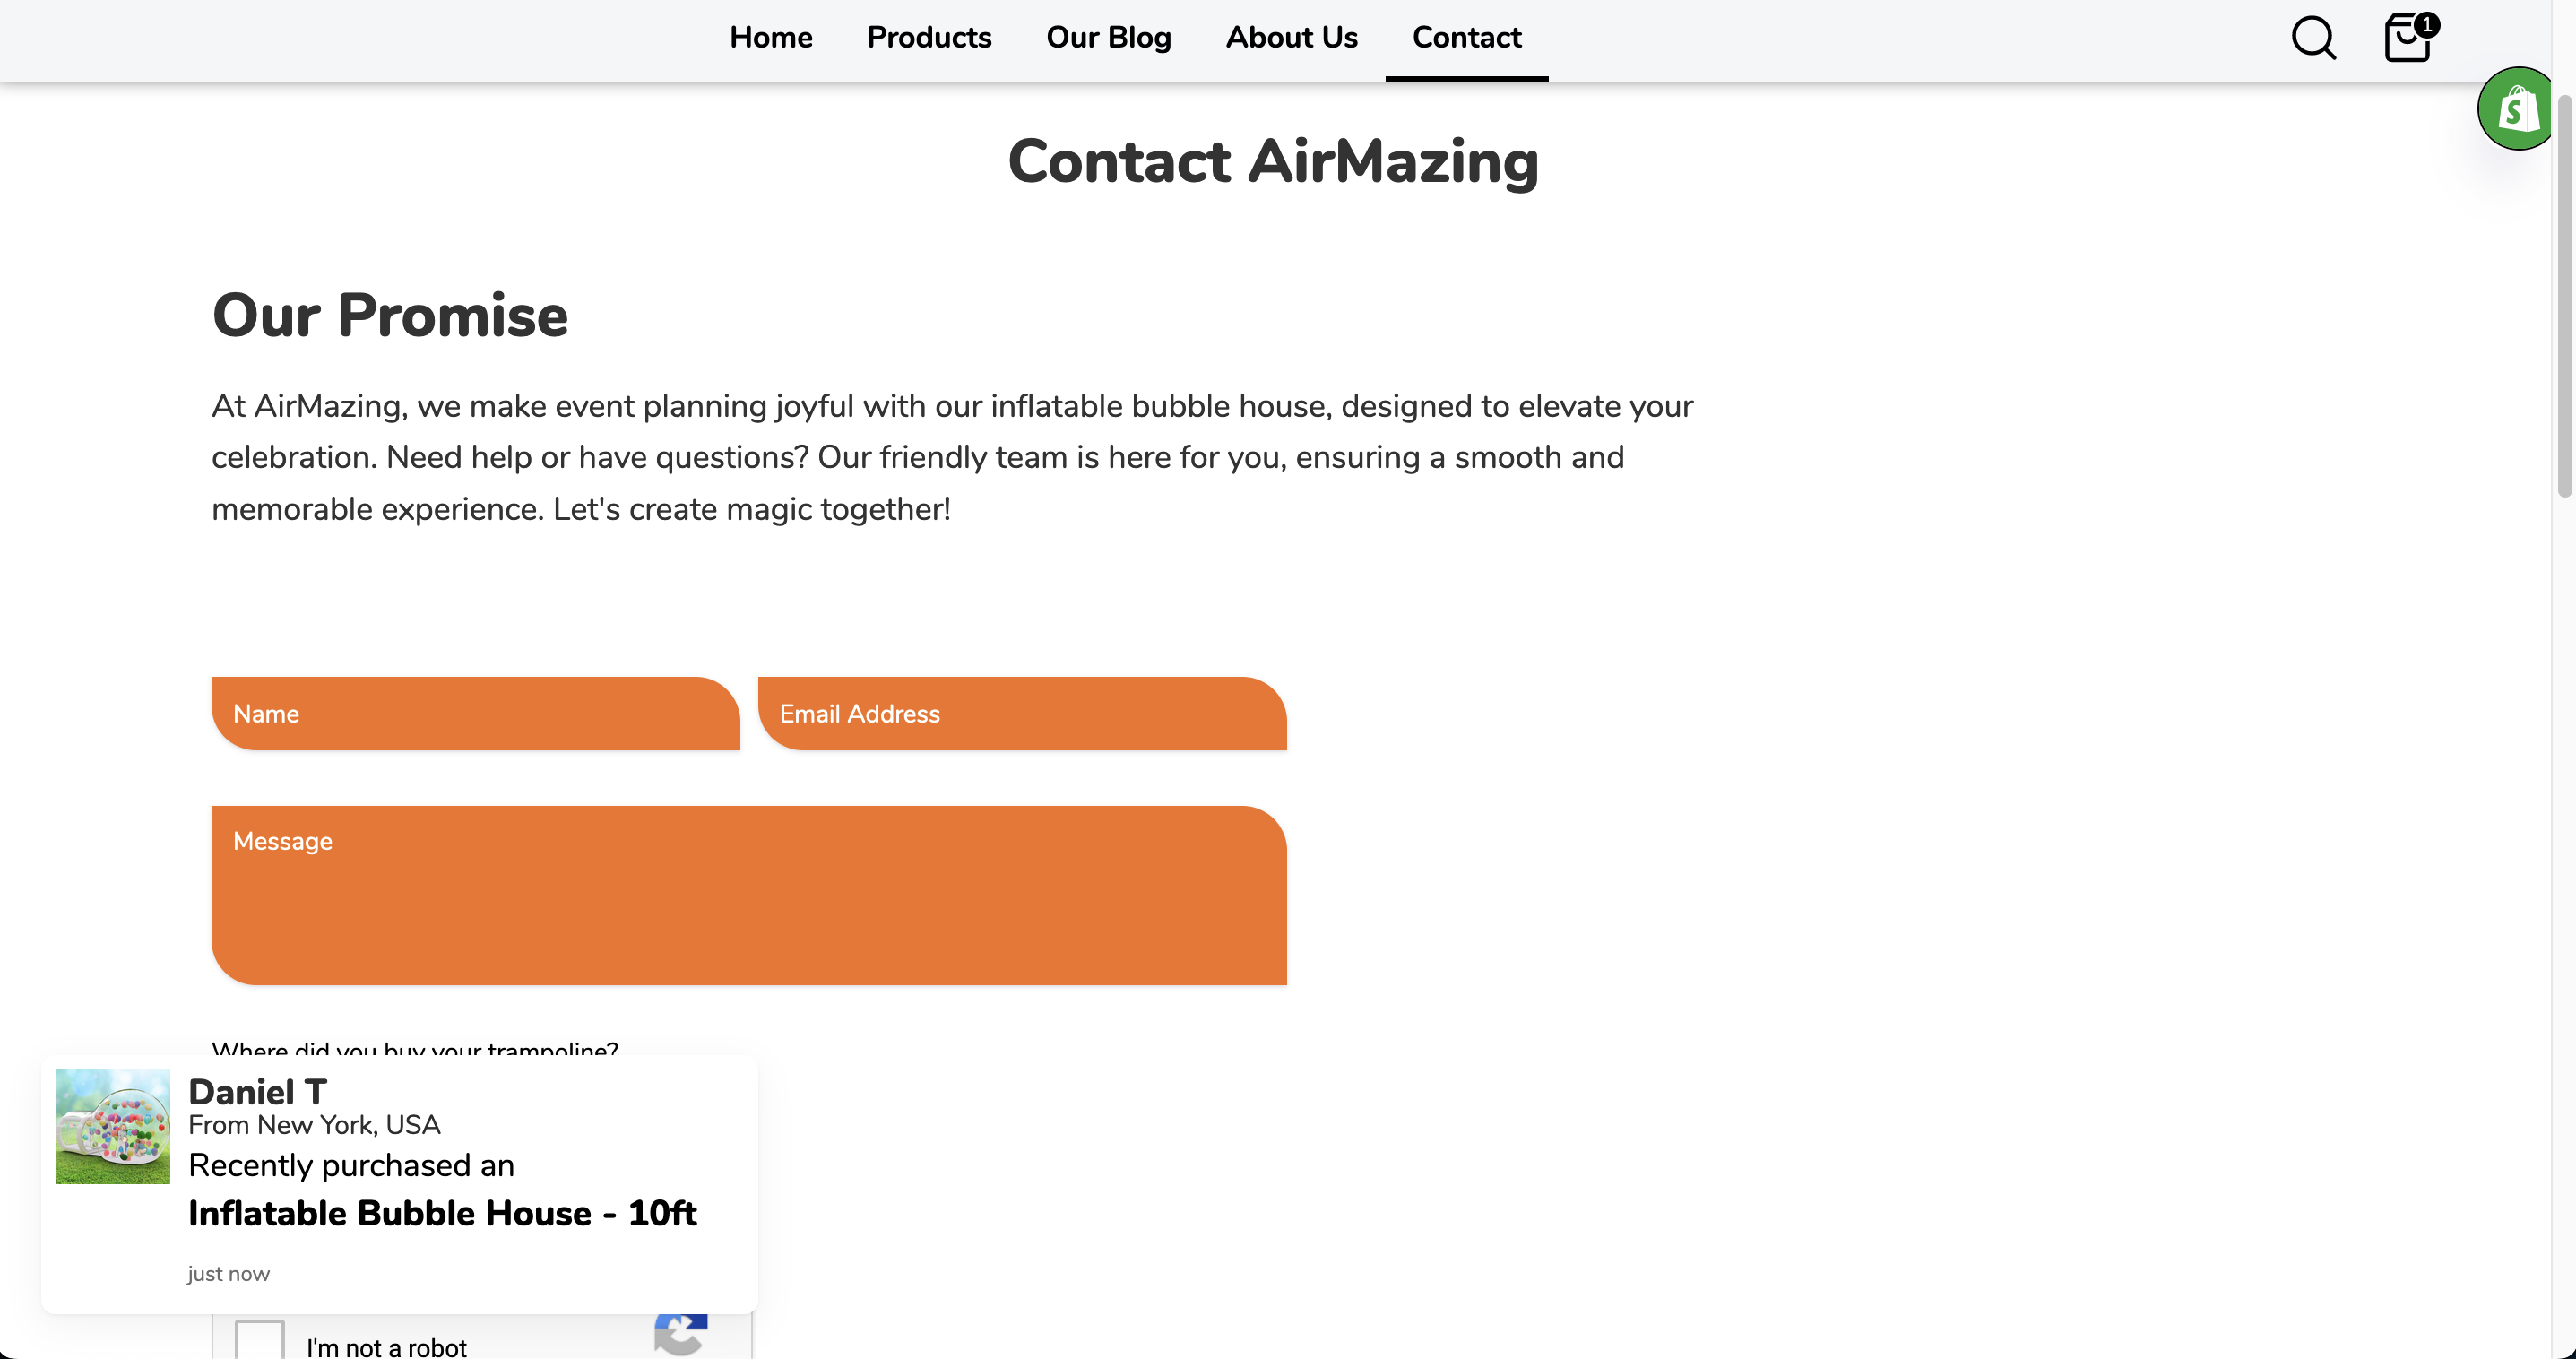 Home Products Our Blog About Us Contact
1
Contact AirMazing
Our Promise
At AirMazing, we make event planning joyful with our inflatable bubble house, designed to elevate your
celebration. Need help or have questions? Our friendly team is here for you, ensuring a smooth and
memorable experience. Let's create magic together!
Name Email Address
Message
Where did you buy your trampoline?
Daniel T
From New York, USA
Recently purchased an
Inflatable Bubble House - 10ft
just now
I'm not a robot